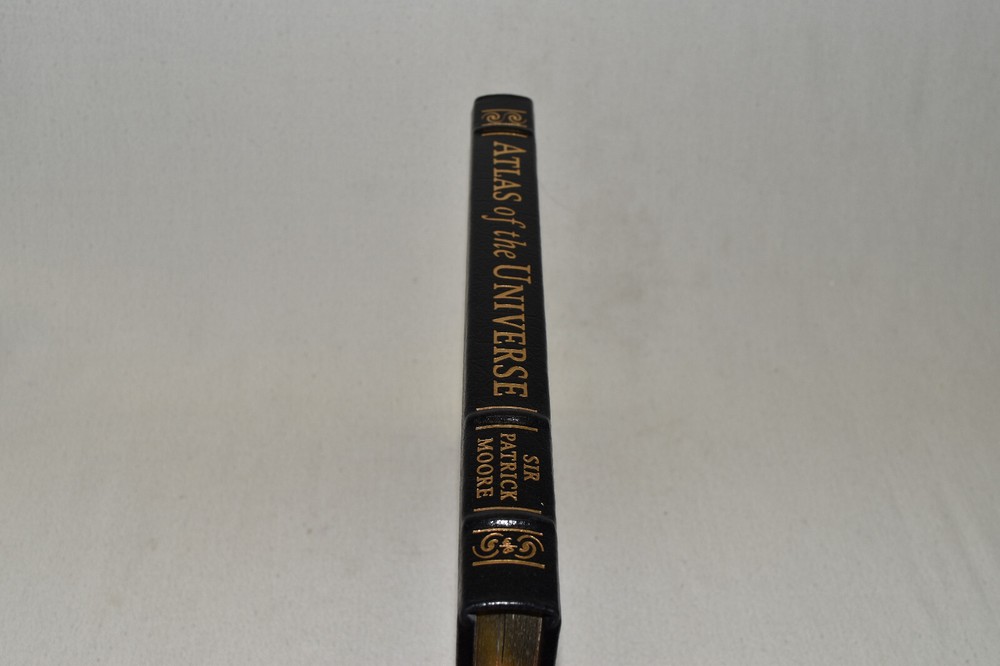 ATLAS of the UNIVERSE
SIR
PATRICK
MOORE